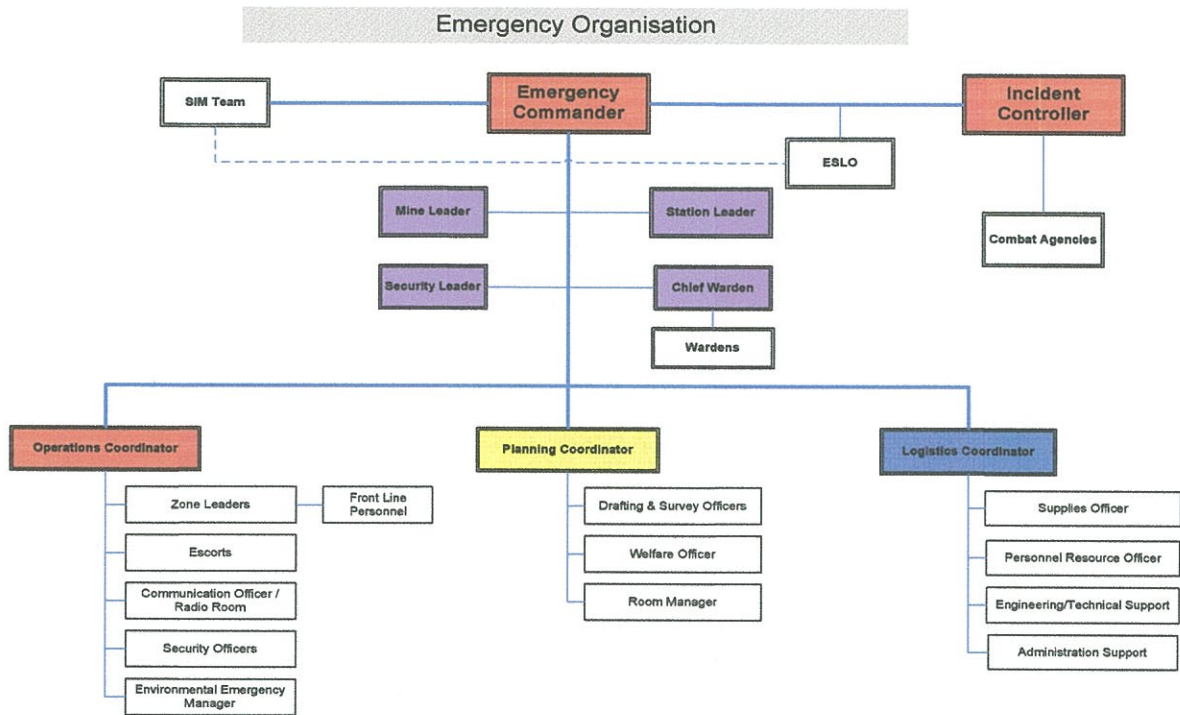 Emergency Organisation
SIM Team
Emergency
Commander
Incident
Controller
ESLO
Mine Leader
Station Leader
Combat Agencies
Security Leader
Chief Warden
Wardens
Operations Coordinator
Planning Coordinator
Logistics Coordinator
Zone Leaders
Front Line
Personnel
Escorts
Communication Officer /
Radio Room
Security Officers
Environmental Emergency
Manager
Drafting & Survey Officers
Welfare Officer
Room Manager
Supplies Officer
Personnel Resource Officer
Engineering/Technical Support
Administration Support